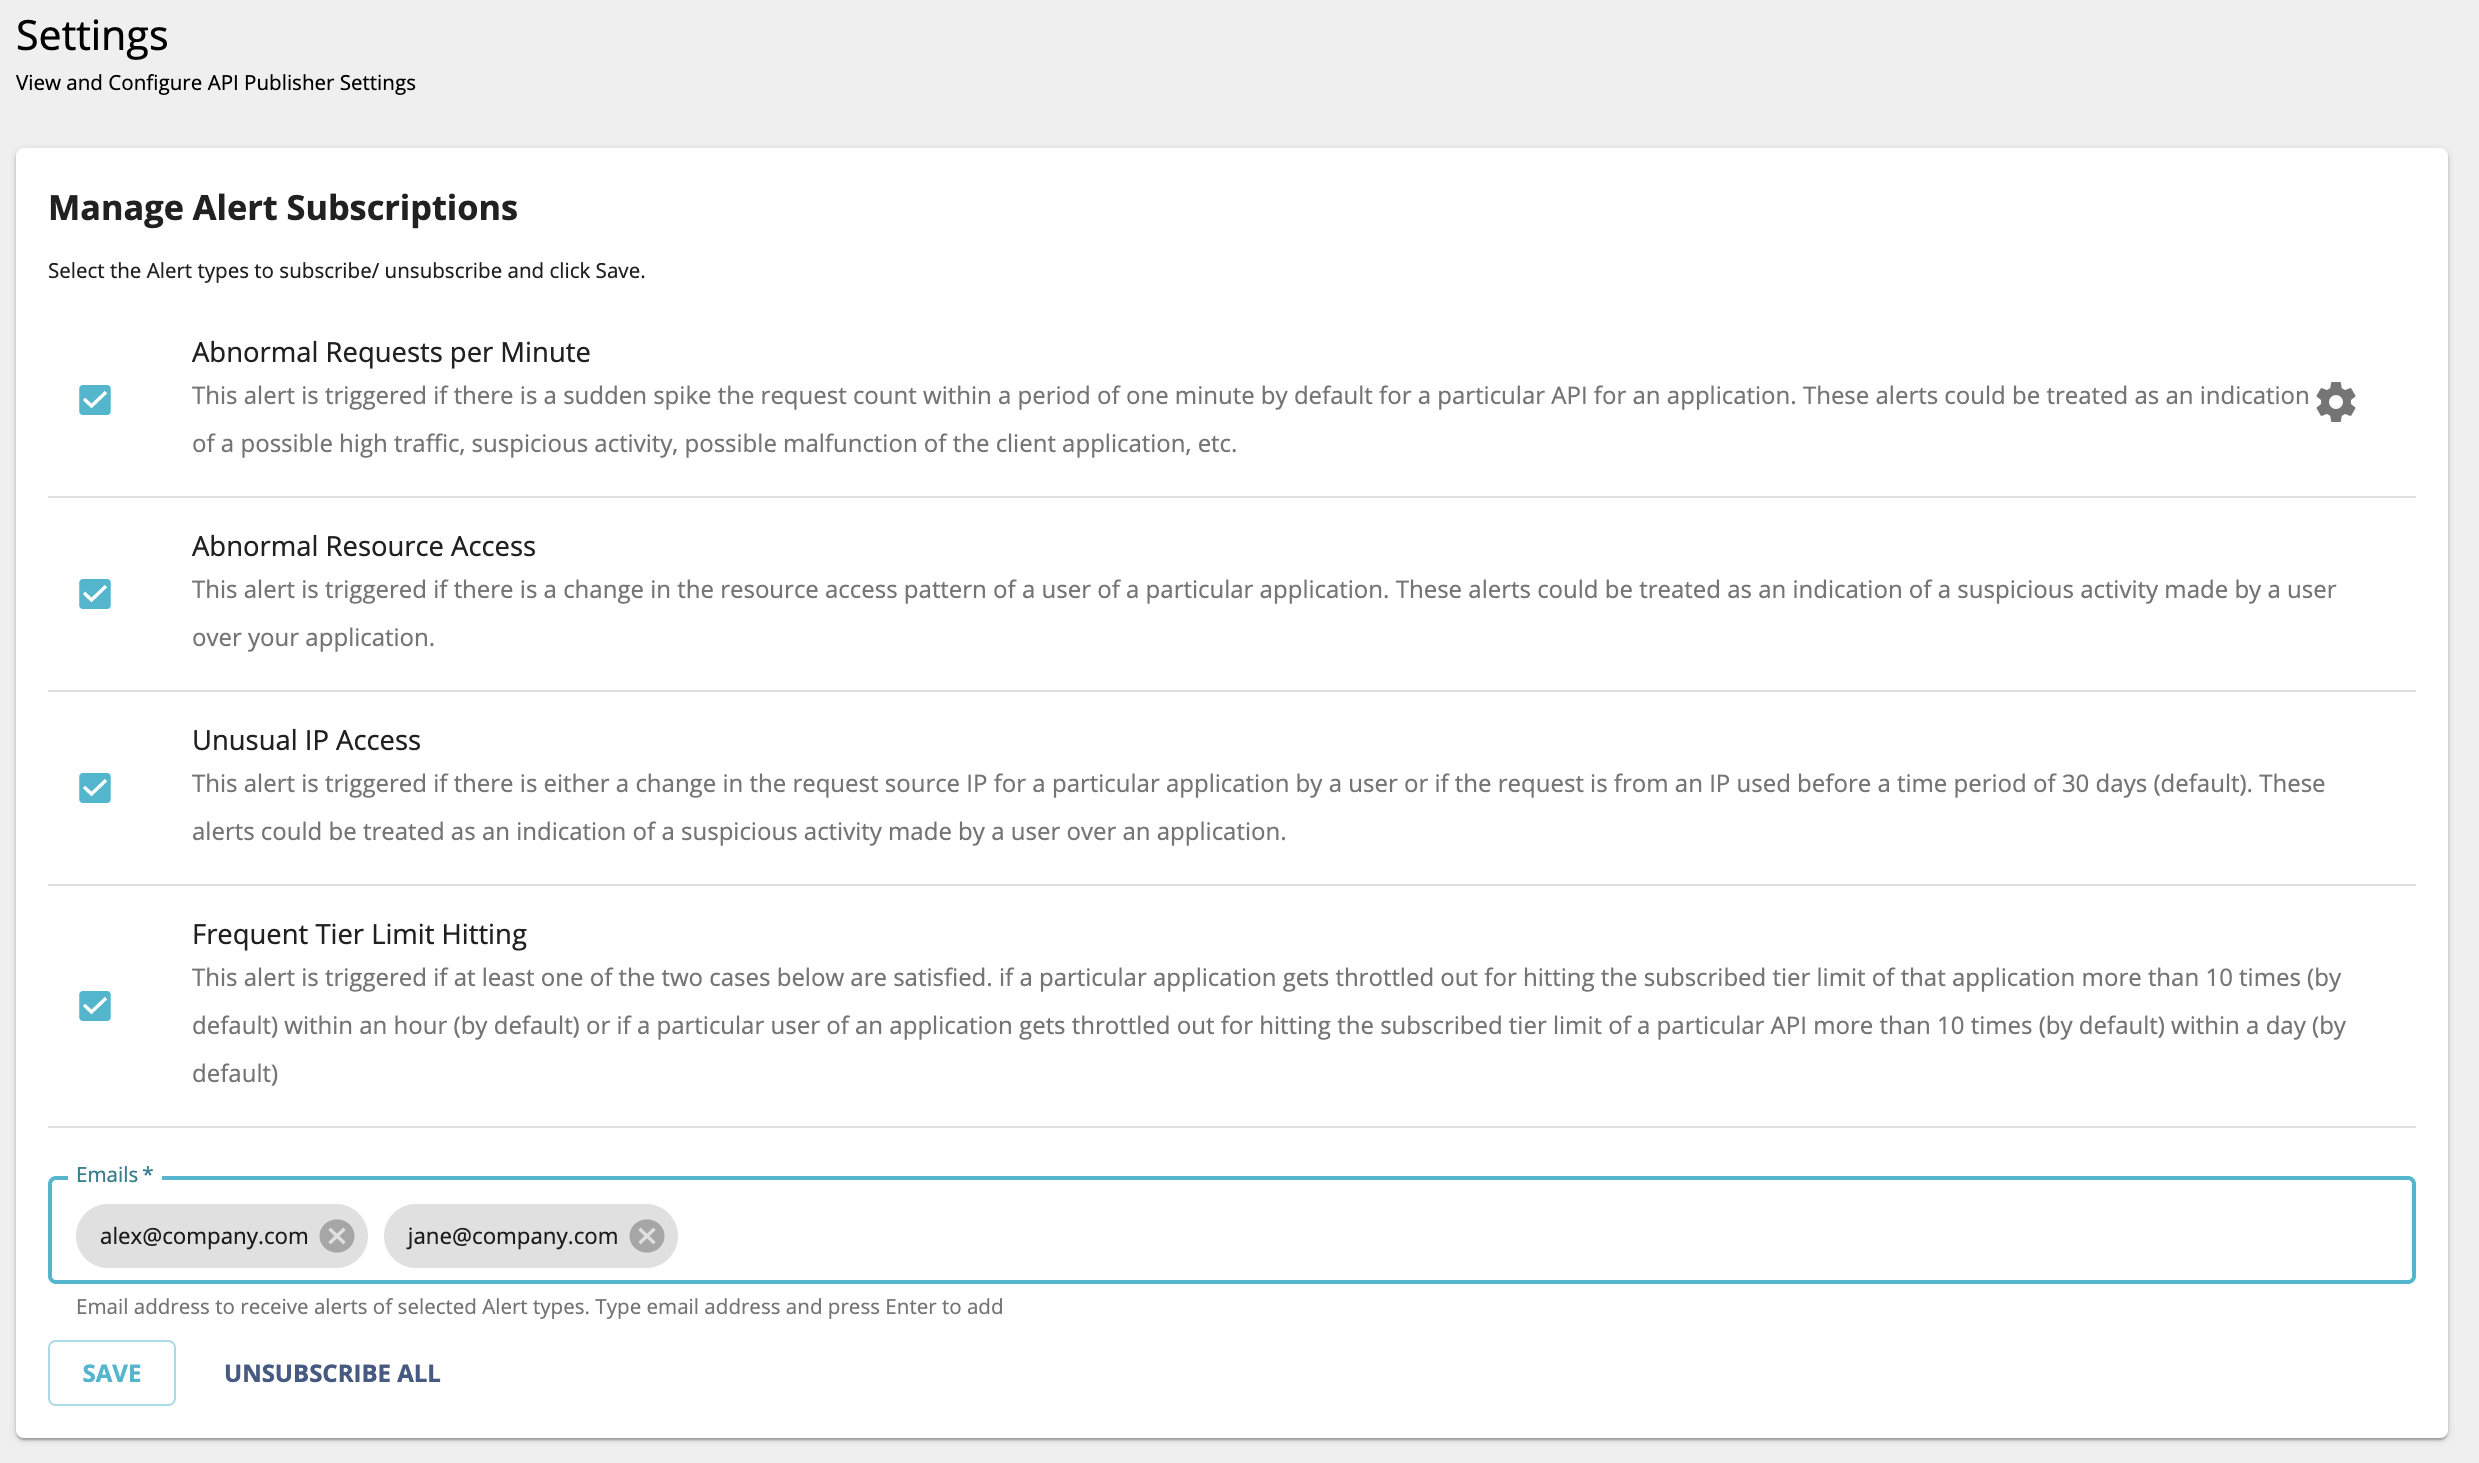 Settings
View and Configure API Publisher Settings
Manage Alert Subscriptions
Select the Alert types to subscribe/ unsubscribe and click Save.
Abnormal Requests per Minute
This alert is triggered if there is a sudden spike the request count within a period of one minute by default for a particular API for an application. These alerts could be treated as an indication
of a possible high traffic, suspicious activity, possible malfunction of the client application, etc.
Abnormal Resource Access
This alert is triggered if there is a change in the resource access pattern of a user of a particular application. These alerts could be treated as an indication of a suspicious activity made by a user
over your application.
Unusual IP Access
This alert is triggered if there is either a change in the request source IP for a particular application by a user or if the request is from an IP used before a time period of 30 days (default). These
alerts could be treated as an indication of a suspicious activity made by a user over an application.
Frequent Tier Limit Hitting
This alert is triggered if at least one of the two cases below are satisfied. if a particular application gets throttled out for hitting the subscribed tier limit of that application more than 10 times (by
default) within an hour (by default) or if a particular user of an application gets throttled out for hitting the subscribed tier limit of a particular API more than 10 times (by default) within a day (by
default)
Emails *
alex@company.com jane@company.com
Email address to receive alerts of selected Alert types. Type email address and press Enter to add
SAVE UNSUBSCRIBE ALL